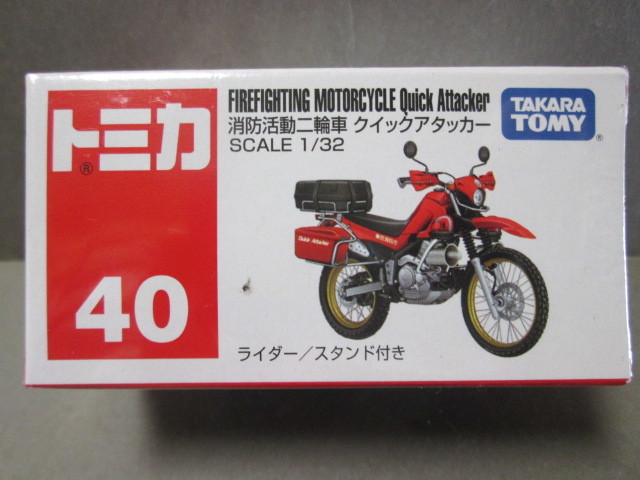 トミカ
®
40
FIREFIGHTING MOTORCYCLE Quick Attacker
消防活動二輪車 クイックアタッカー
SCALE 1/32
TAKARA
TOMY
®
Quick Attacker
ライダー／スタンド付き